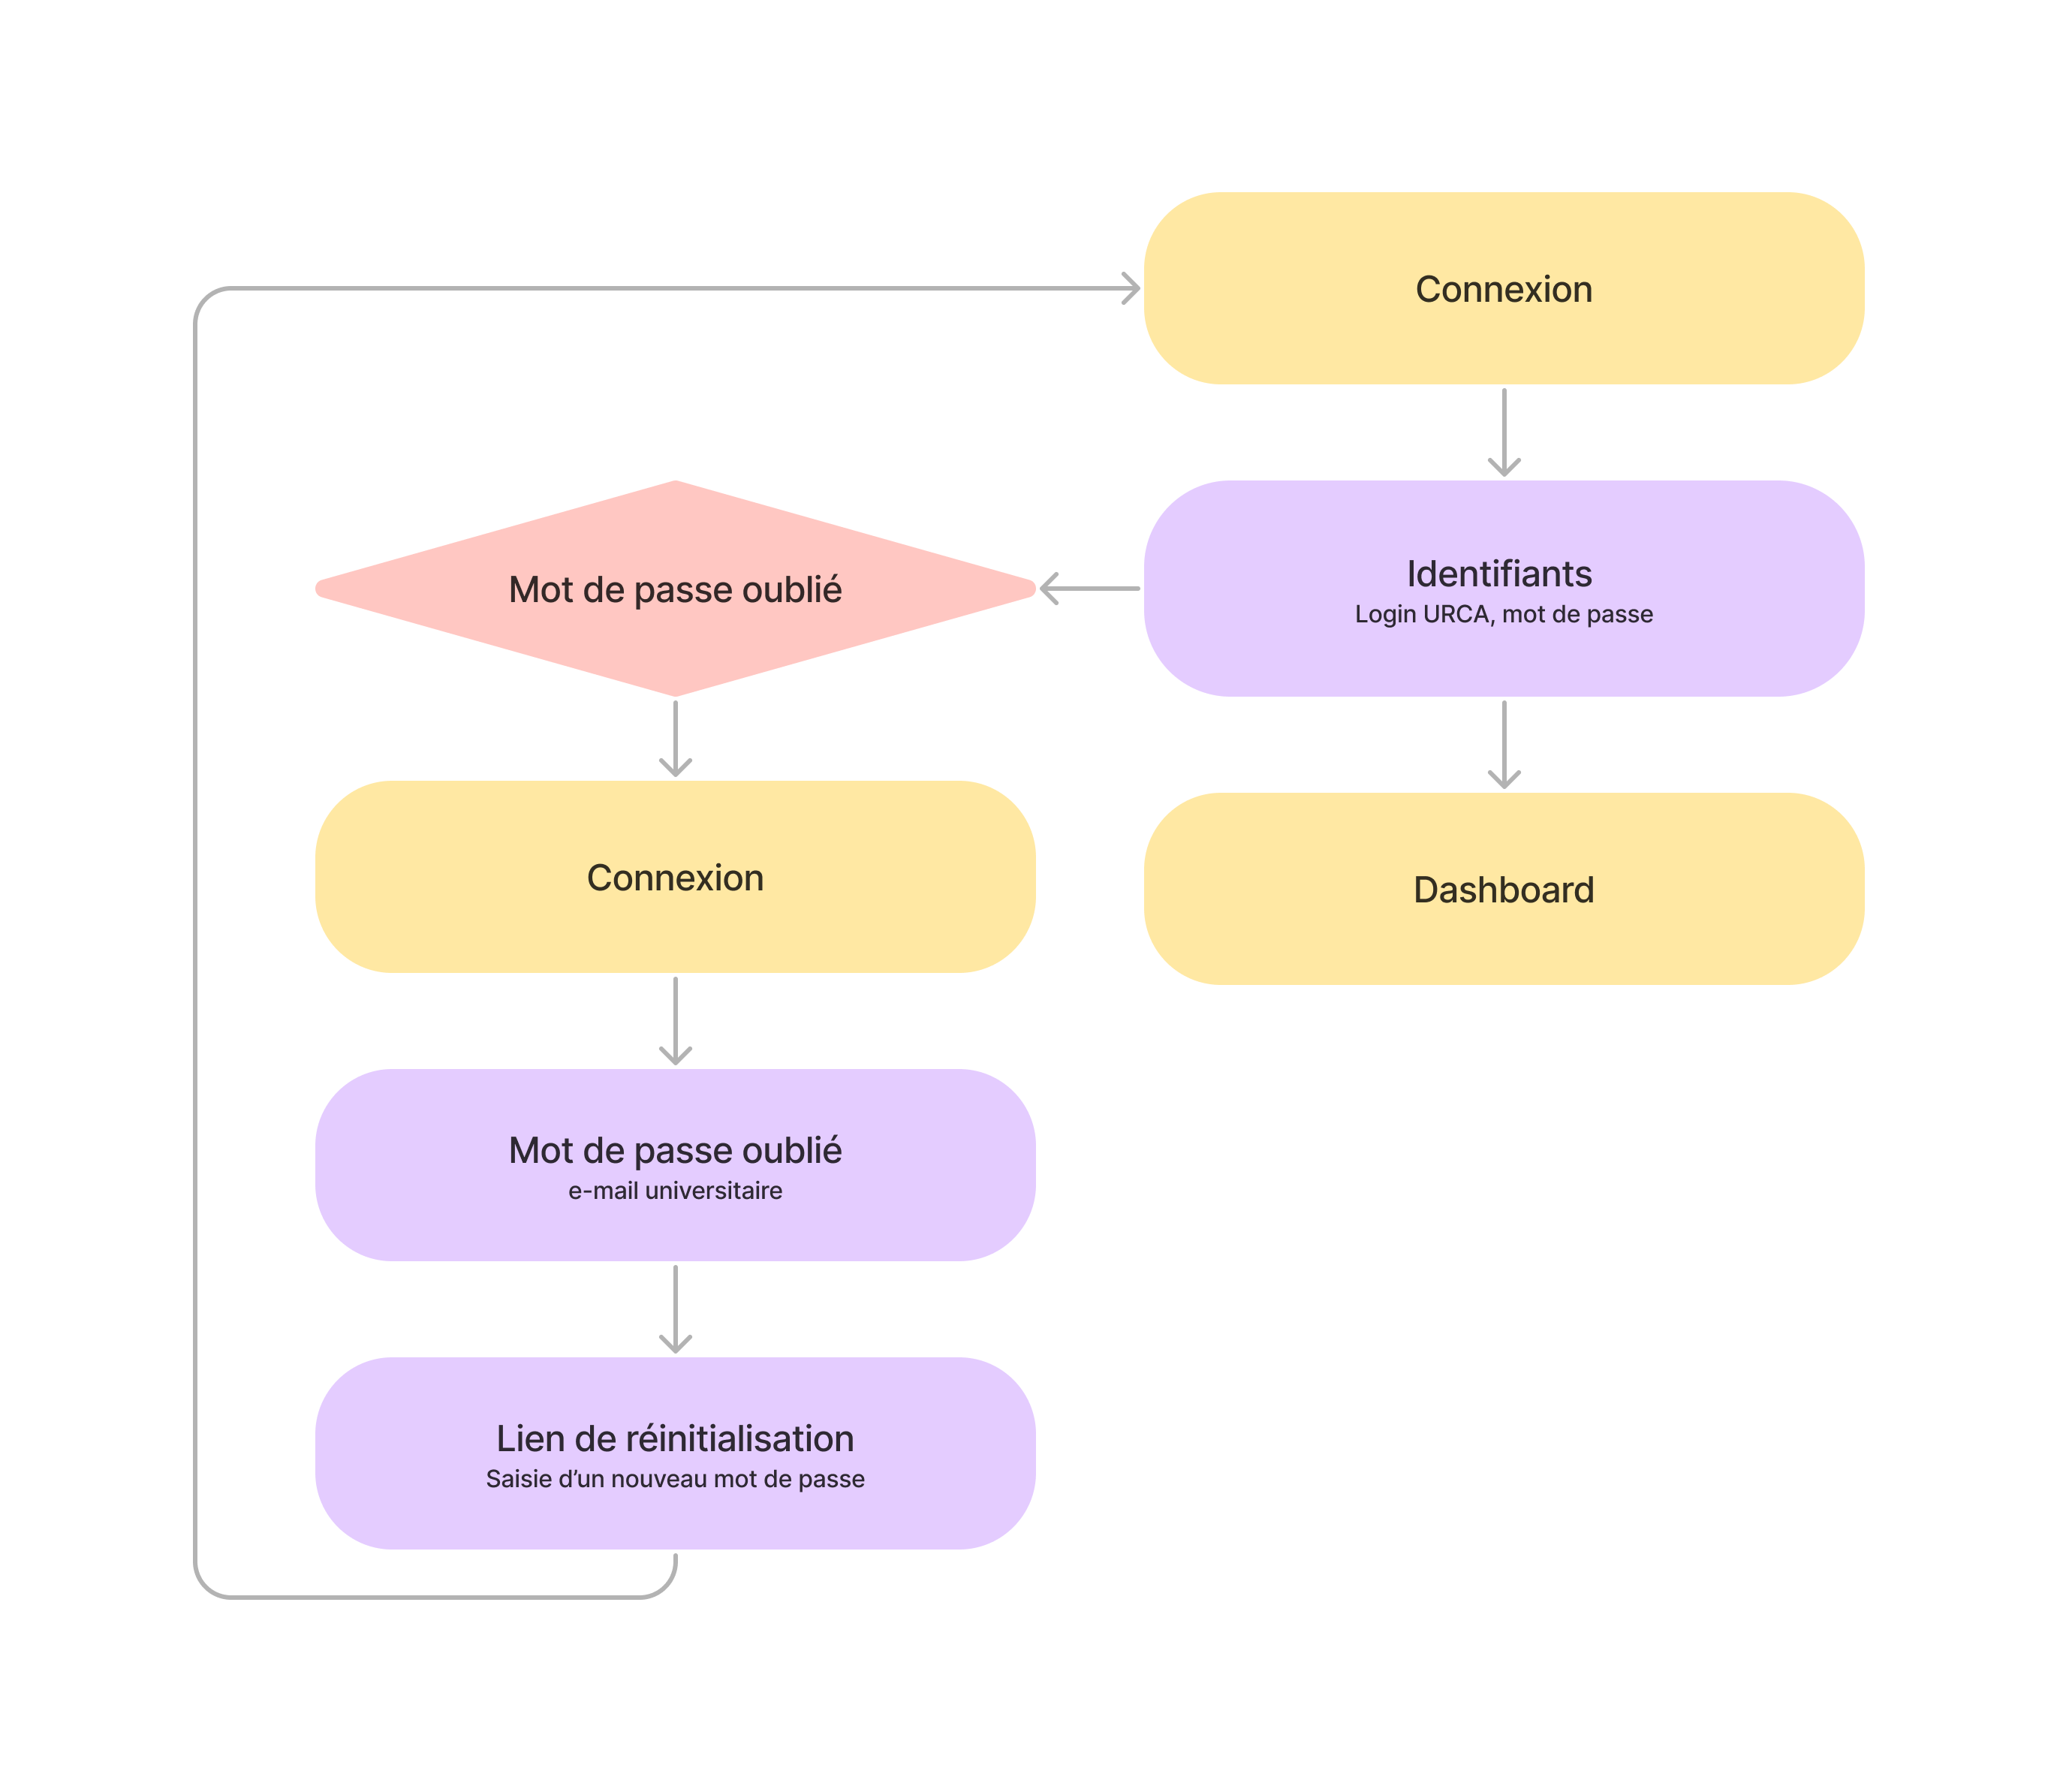 Connexion
Identifiants
Login URCA, mot de passe
Mot de passe oublié
Dashboard
Connexion
Mot de passe oublié
e-mail universitaire
Lien de réinitialisation
Saisie d’un nouveau mot de passe